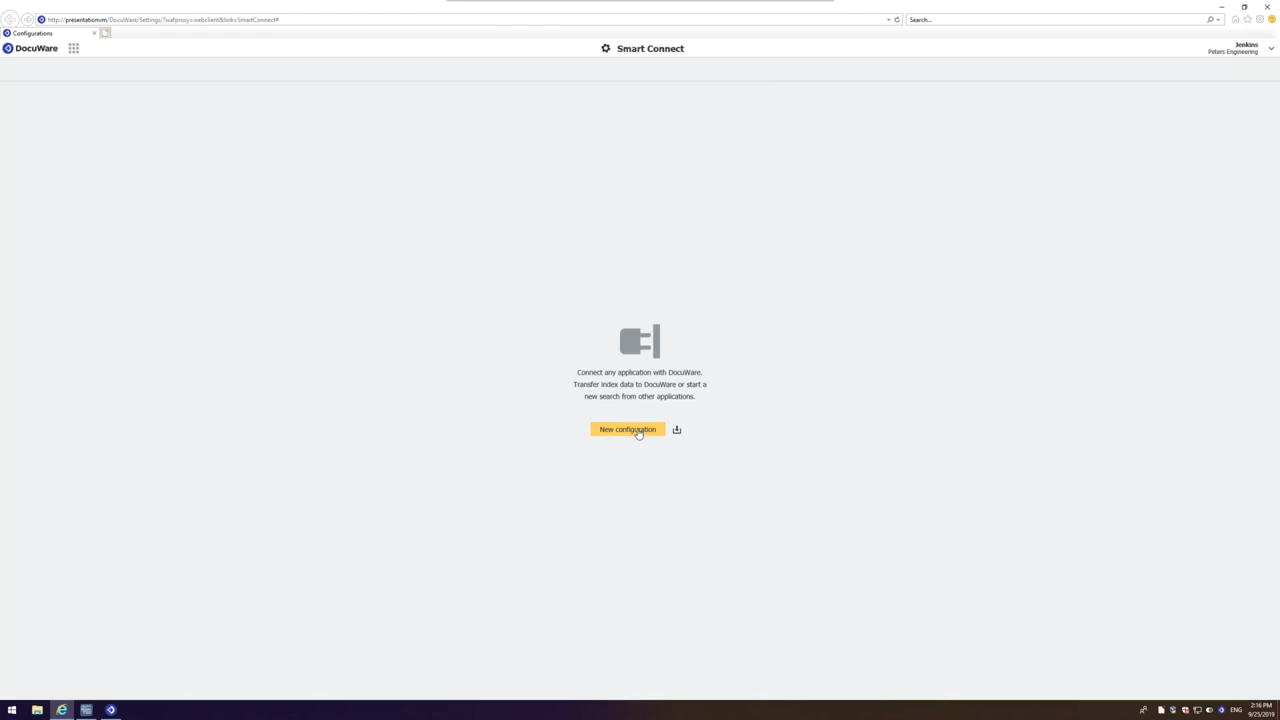 http://presentationvm/DocuWare/Settings/?wafproxy=webclient&link=SmartConnect#
Search...
Configurations
DocuWare
Smart Connect
Jenkins
Peters Engineering
Connect any application with DocuWare.
Transfer index data to DocuWare or start a
new search from other applications.
New configuration
ENG
2:16 PM
9/25/2019